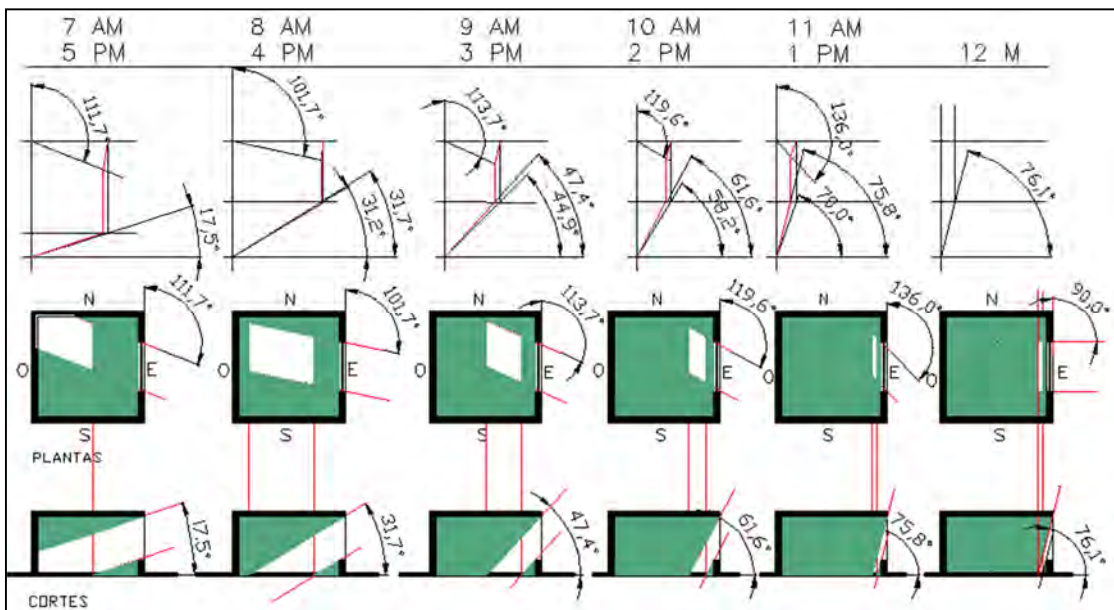 7 AM 8 AM 9 AM 10 AM 11 AM
5 PM 4 PM 3 PM 2 PM 1 PM 12 M
111,7° 101,7° 113,7° 119,6° 136,0°
17,5° 31,2° 31,7° 44,9° 47,4° 58,2° 61,6° 70,0° 75,8° 76,1°
N N N N N N
111,7° 101,7° 113,7° 119,6° 136,0° 90,0°
O E O E O E O E O E
S S S S S S
PLANTAS
17.5° 31,7° 47,4° 61,6° 75,8° 76,1°
CORTES